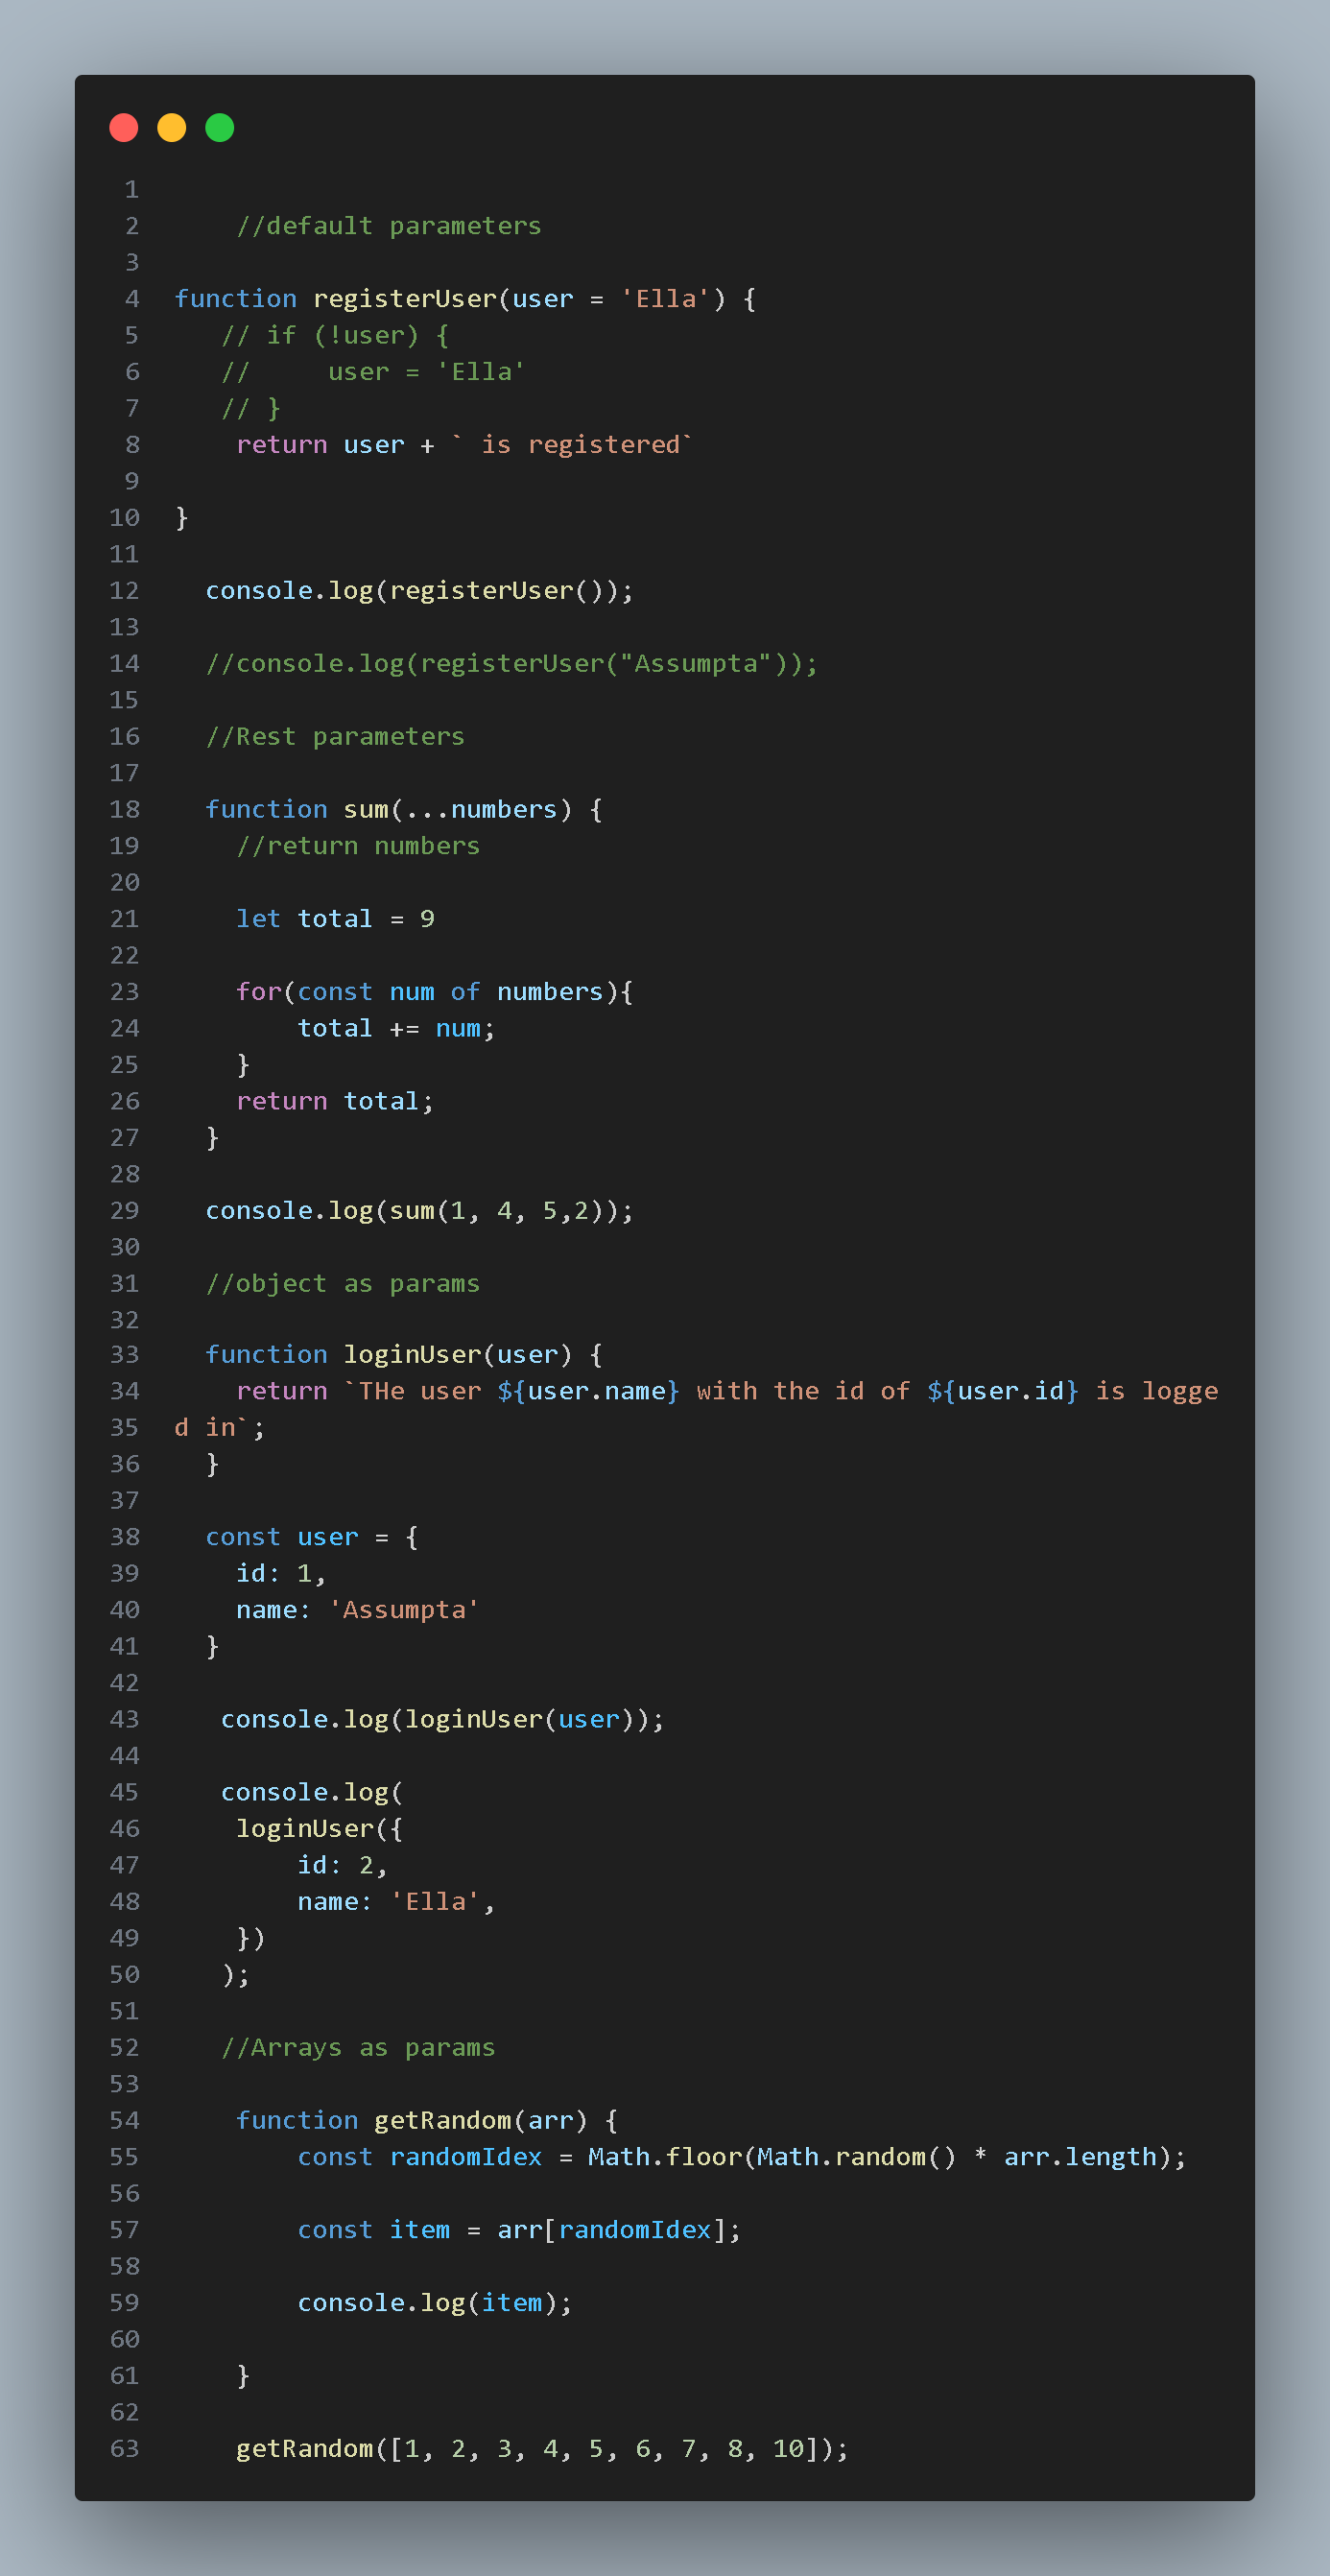 1
2 //default parameters
3
4 function registerUser(user = 'Ella') {
5 // if (!user) {
6 //     user = 'Ella'
7 // }
8 return user + ` is registered`
9
10 }
11
12 console.log(registerUser());
13
14 //console.log(registerUser("Assumpta"));
15
16 //Rest parameters
17
18 function sum(...numbers) {
19 //return numbers
20
21 let total = 9
22
23 for(const num of numbers){
24 total += num;
25 }
26 return total;
27 }
28
29 console.log(sum(1, 4, 5,2));
30
31 //object as params
32
33 function loginUser(user) {
34 return `THe user ${user.name} with the id of ${user.id} is logge
35 d in`;
36 }
37
38 const user = {
39 id: 1,
40 name: 'Assumpta'
41 }
42
43 console.log(loginUser(user));
44
45 console.log(
46 loginUser({
47 id: 2,
48 name: 'Ella',
49 })
50 );
51
52 //Arrays as params
53
54 function getRandom(arr) {
55 const randomIdex = Math.floor(Math.random() * arr.length);
56
57 const item = arr[randomIdex];
58
59 console.log(item);
60
61 }
62
63 getRandom([1, 2, 3, 4, 5, 6, 7, 8, 10]);